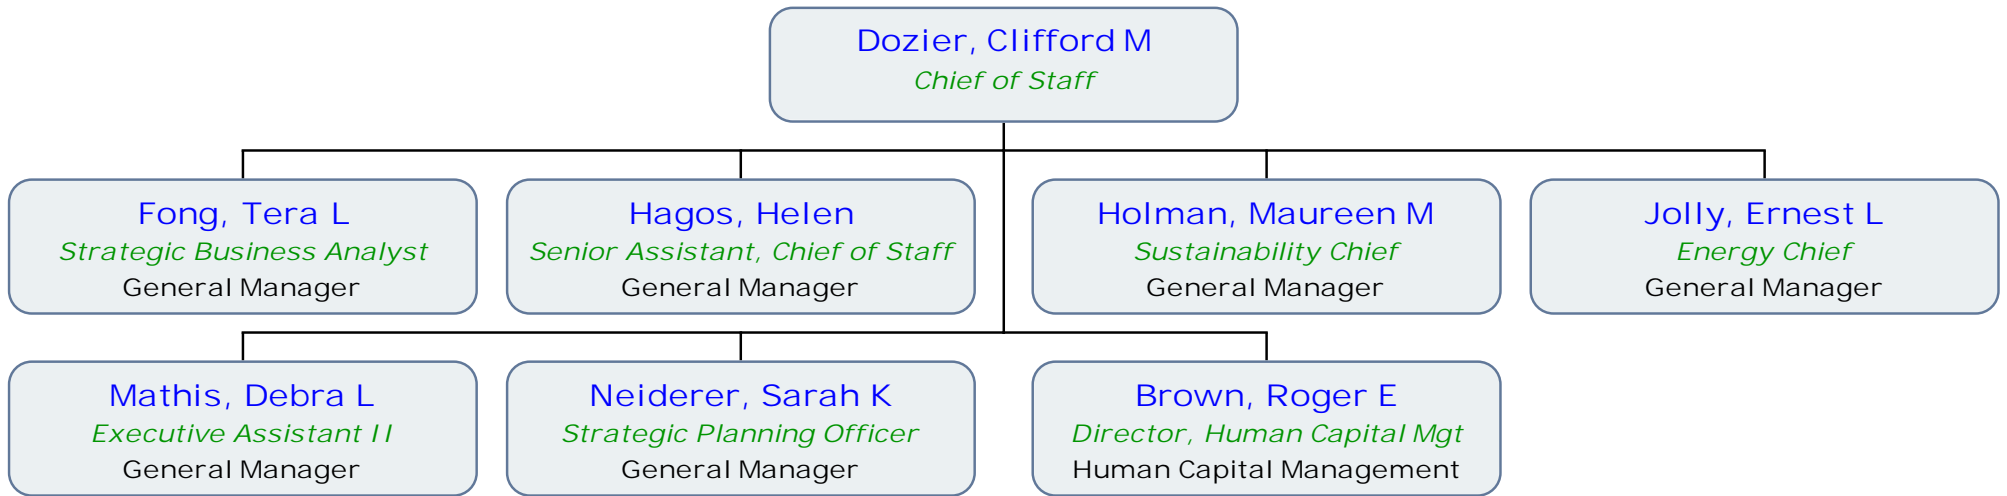 Dozier, Clifford M
Chief of Staff
Fong, Tera L
Strategic Business Analyst
General Manager
Hagos, Helen
Senior Assistant, Chief of Staff
General Manager
Holman, Maureen M
Sustainability Chief
General Manager
Jolly, Ernest L
Energy Chief
General Manager
Mathis, Debra L
Executive Assistant II
General Manager
Neiderer, Sarah K
Strategic Planning Officer
General Manager
Brown, Roger E
Director, Human Capital Mgt
Human Capital Management